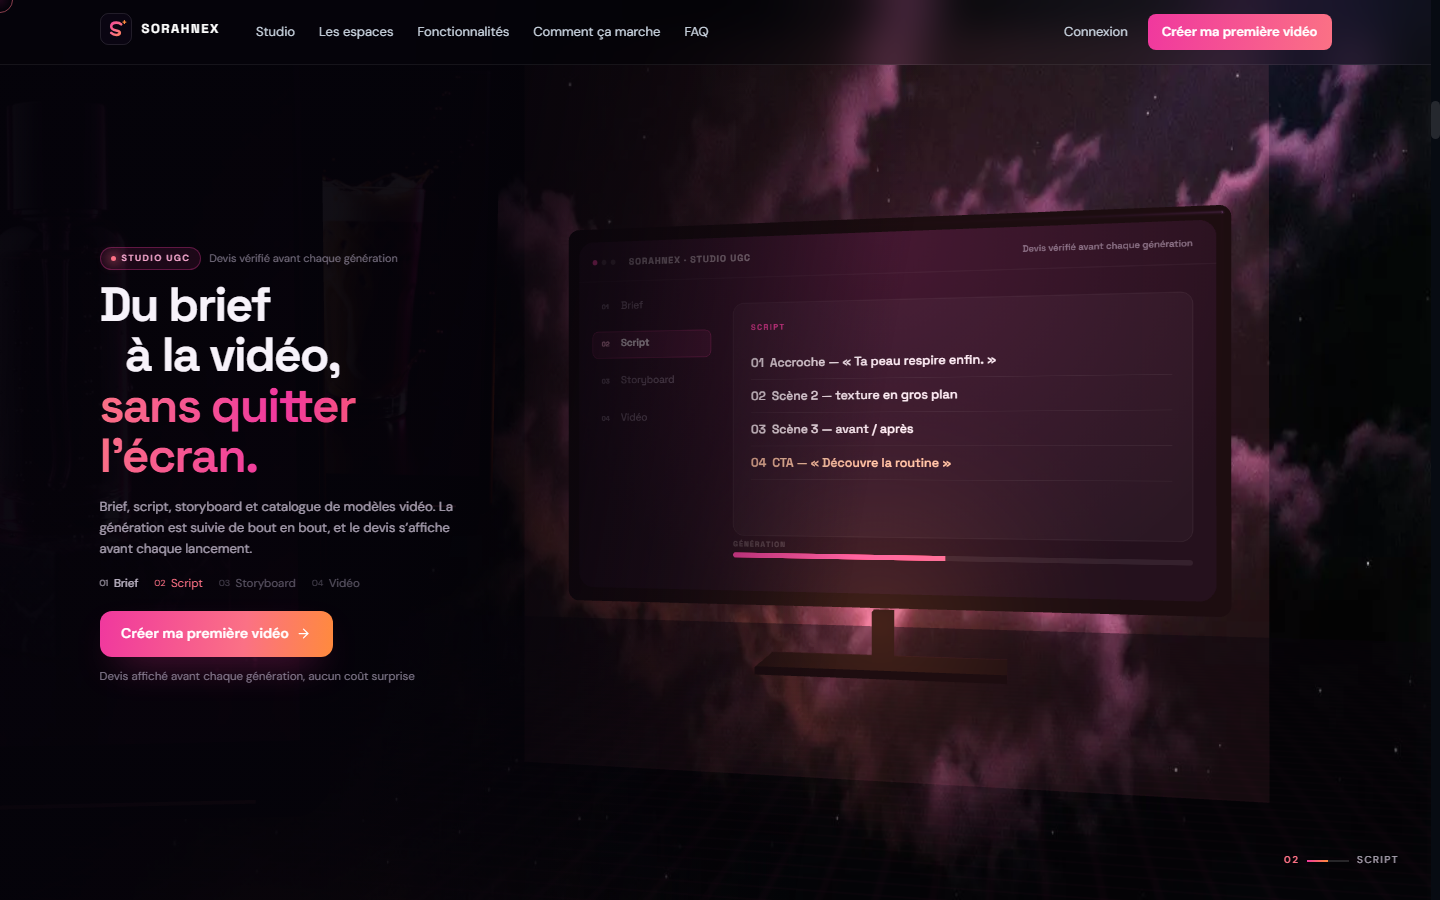 SORAHNEX
Studio
Les espaces
Fonctionnalités
Comment ça marche
FAQ
Connexion
Créer ma première vidéo
STUDIO UGC
Devis vérifié avant chaque génération
Du brief
à la vidéo,
sans quitter
l'écran.
Brief, script, storyboard et catalogue de modèles vidéo. La
génération est suivie de bout en bout, et le devis s'affiche
avant chaque lancement.
01 Brief
02 Script
03 Storyboard
04 Vidéo
Créer ma première vidéo →
Devis affiché avant chaque génération, aucun coût surprise
SORAHNEX · STUDIO UGC
Devis vérifié avant chaque génération
01 Brief
02 Script
03 Storyboard
04 Vidéo
SCRIPT
01 Accroche — « Ta peau respire enfin. »
02 Scène 2 — texture en gros plan
03 Scène 3 — avant / après
04 CTA — « Découvre la routine »
GÉNÉRATION
02
SCRIPT